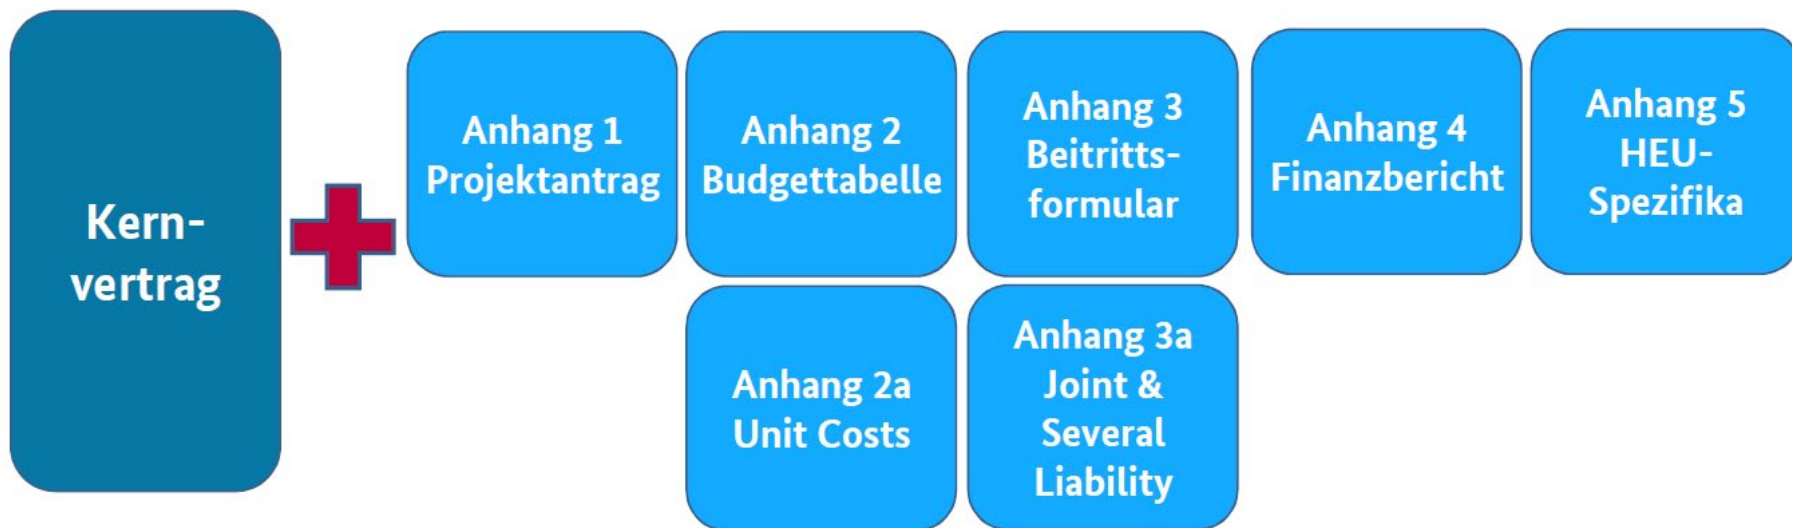 Kern-
vertrag
Anhang 1
Projektantrag
Anhang 2
Budgettabelle
Anhang 3
Beitritts-
formular
Anhang 4
Finanzbericht
Anhang 5
HEU-
Spezifika
Anhang 2a
Unit Costs
Anhang 3a
Joint &
Several
Liability